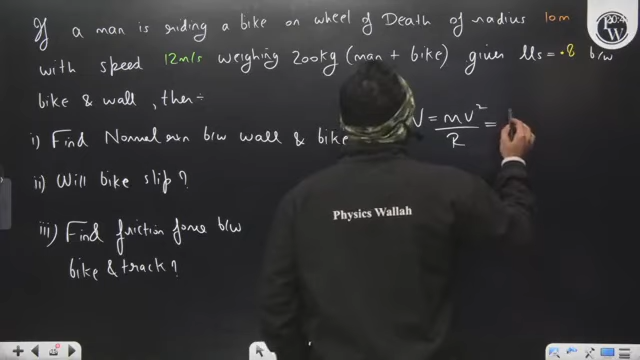 If a man is riding a bike on wheel of Death of radius 10m
with speed 12m/s weighing 200kg (man + bike) given Ms = .8 b/w
bike & wall, then ÷
i) Find Normal rxn b/w wall & bike
ii) Will bike slip ?
iii) Find friction force b/w
bike & track ?
= mv²
R
=
Physics Wallah